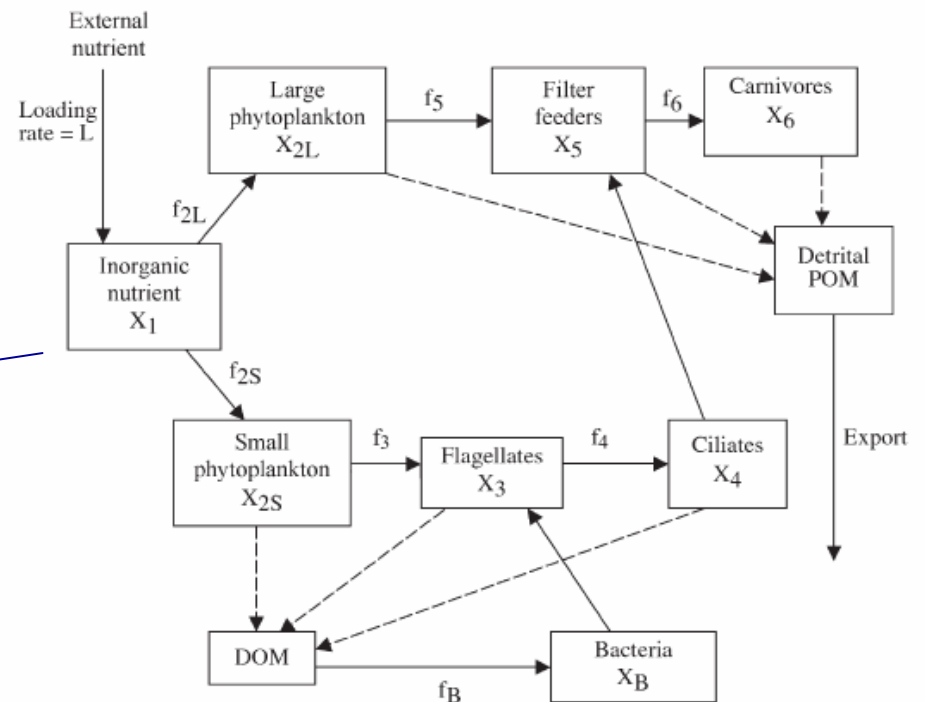 External
nutrient
Loading
rate = L
Large
phytoplankton
X2L
f5
Filter
feeders
X5
f6
Carnivores
X6
f2L
Inorganic
nutrient
X1
Detrital
POM
f2S
Small
phytoplankton
X2S
f3
Flagellates
X3
f4
Ciliates
X4
Export
DOM
fB
Bacteria
XB